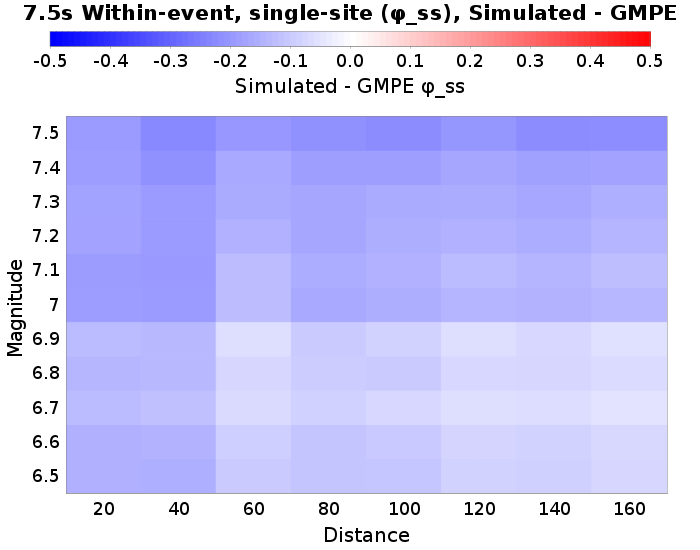 7.5s Within-event, single-site (φ_ss), Simulated - GMPE
-0.5 -0.4 -0.3 -0.2 -0.1 0.0 0.1 0.2 0.3 0.4 0.5
Simulated - GMPE φ_ss
Magnitude
7.5
7.4
7.3
7.2
7.1
7
6.9
6.8
6.7
6.6
6.5
20 40 60 80 100 120 140 160
Distance